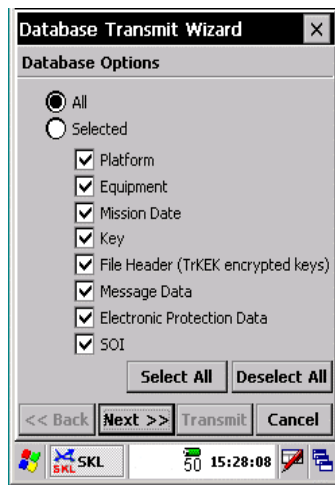 Database Transmit Wizard
Database Options
All
Selected
Platform
Equipment
Mission Date
Key
File Header (TrKEK encrypted keys)
Message Data
Electronic Protection Data
SOI
Select All Deselect All
<< Back Next >> Transmit Cancel
SKL SKL 50 15:28:08